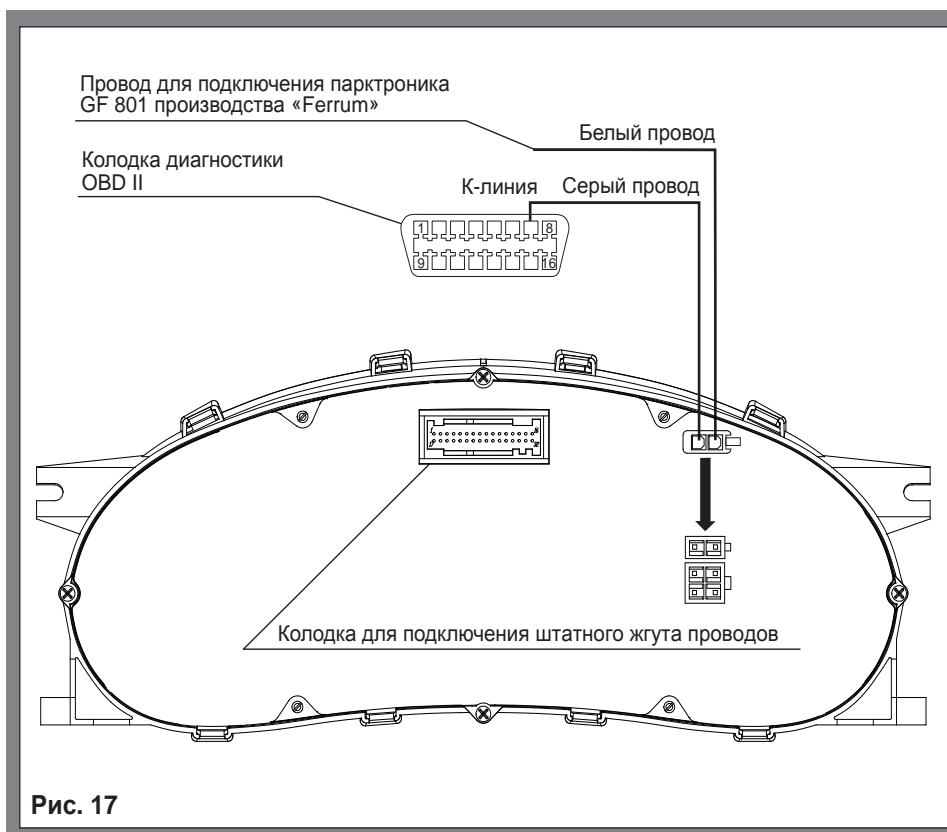 Провод для подключения парктроника
GF 801 производства «Ferrum»
Белый провод
Колодка диагностики
OBD II
К-линия
Серый провод
1
8
9
16
Колодка для подключения штатного жгута проводов
Рис. 17